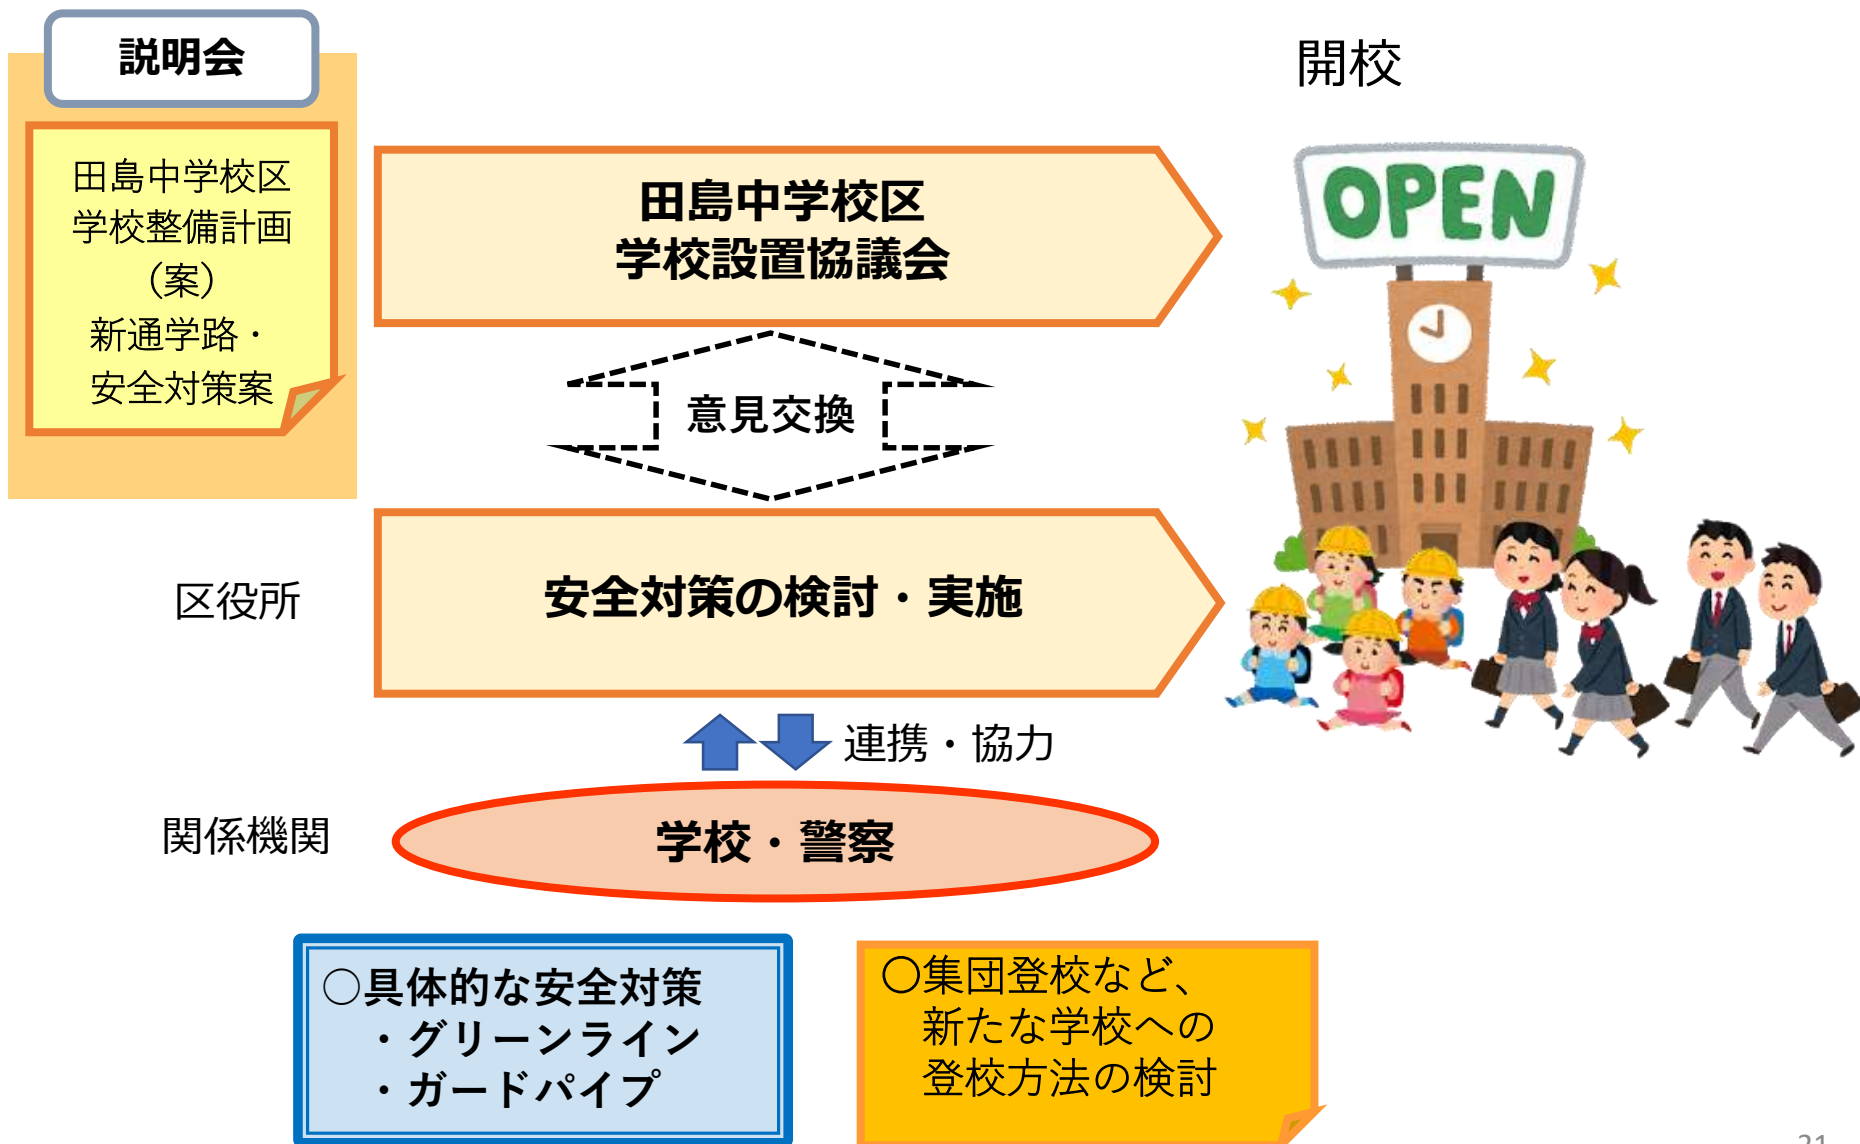 説明会
田島中学校区
学校整備計画
（案）
新通学路・
安全対策案
開校
OPEN
田島中学校区
学校設置協議会
意見交換
区役所
安全対策の検討・実施
連携・協力
関係機関
学校・警察
○具体的な安全対策
・グリーンライン
・ガードパイプ
○集団登校など、
新たな学校への
登校方法の検討
21